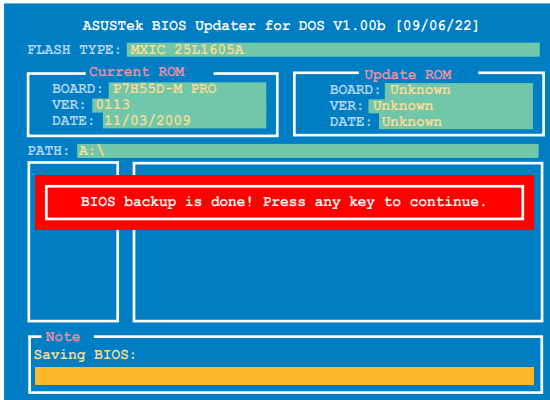 ASUSTek BIOS Updater for DOS V1.00b [09/06/22]
FLASH TYPE: MXIC 25L1605A
Current ROM
BOARD: P7H55D-M PRO
VER: 0113
DATE: 11/03/2009
Update ROM
BOARD: Unknown
VER: Unknown
DATE: Unknown
PATH: A:\
BIOS backup is done! Press any key to continue.
Note
Saving BIOS: